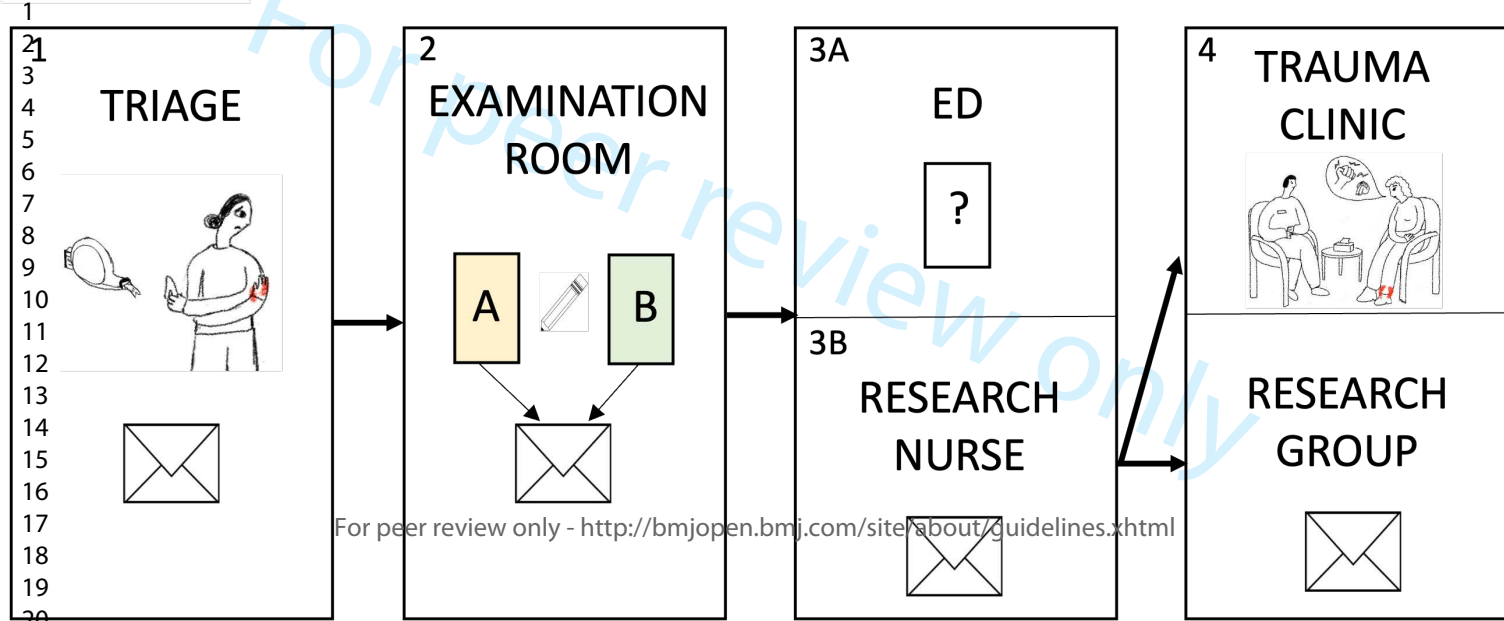 1
2
3
4
5
6
7
8
9
10
11
12
13
14
15
16
17
18
19
20
1
TRIAGE
2
EXAMINATION
ROOM
A
B
3A
ED
?
3B
RESEARCH
NURSE
4
TRAUMA
CLINIC
RESEARCH
GROUP
For peer review only
For peer review only - http://bmjopen.bmj.com/site/about/guidelines.xhtml